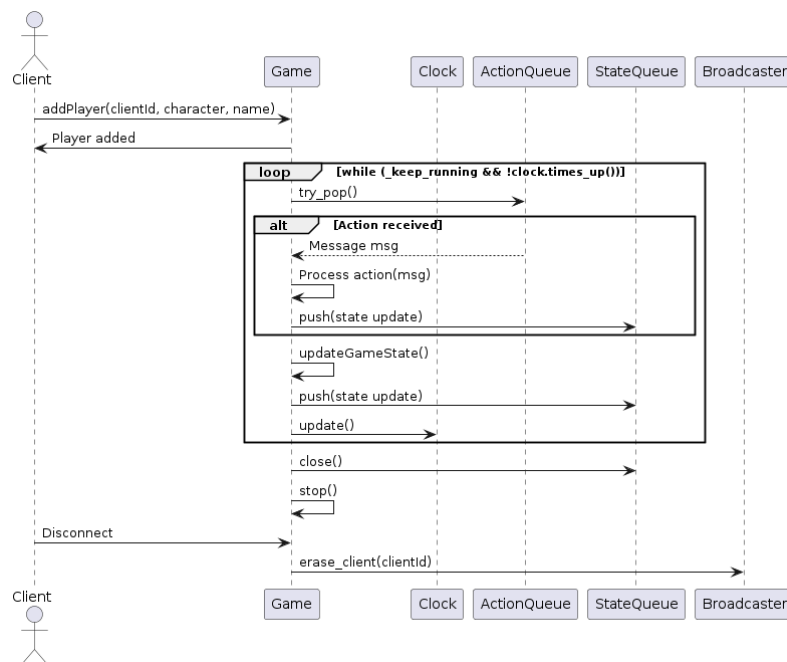 Client
Game
Clock
ActionQueue
StateQueue
Broadcaster
addPlayer(clientId, character, name)
Player added
loop
[while (_keep_running && !clock.times_up())]
try_pop()
alt
[Action received]
Message msg
Process action(msg)
push(state update)
updateGameState()
push(state update)
update()
close()
stop()
Disconnect
erase_client(clientId)
Client
Game
Clock
ActionQueue
StateQueue
Broadcaster